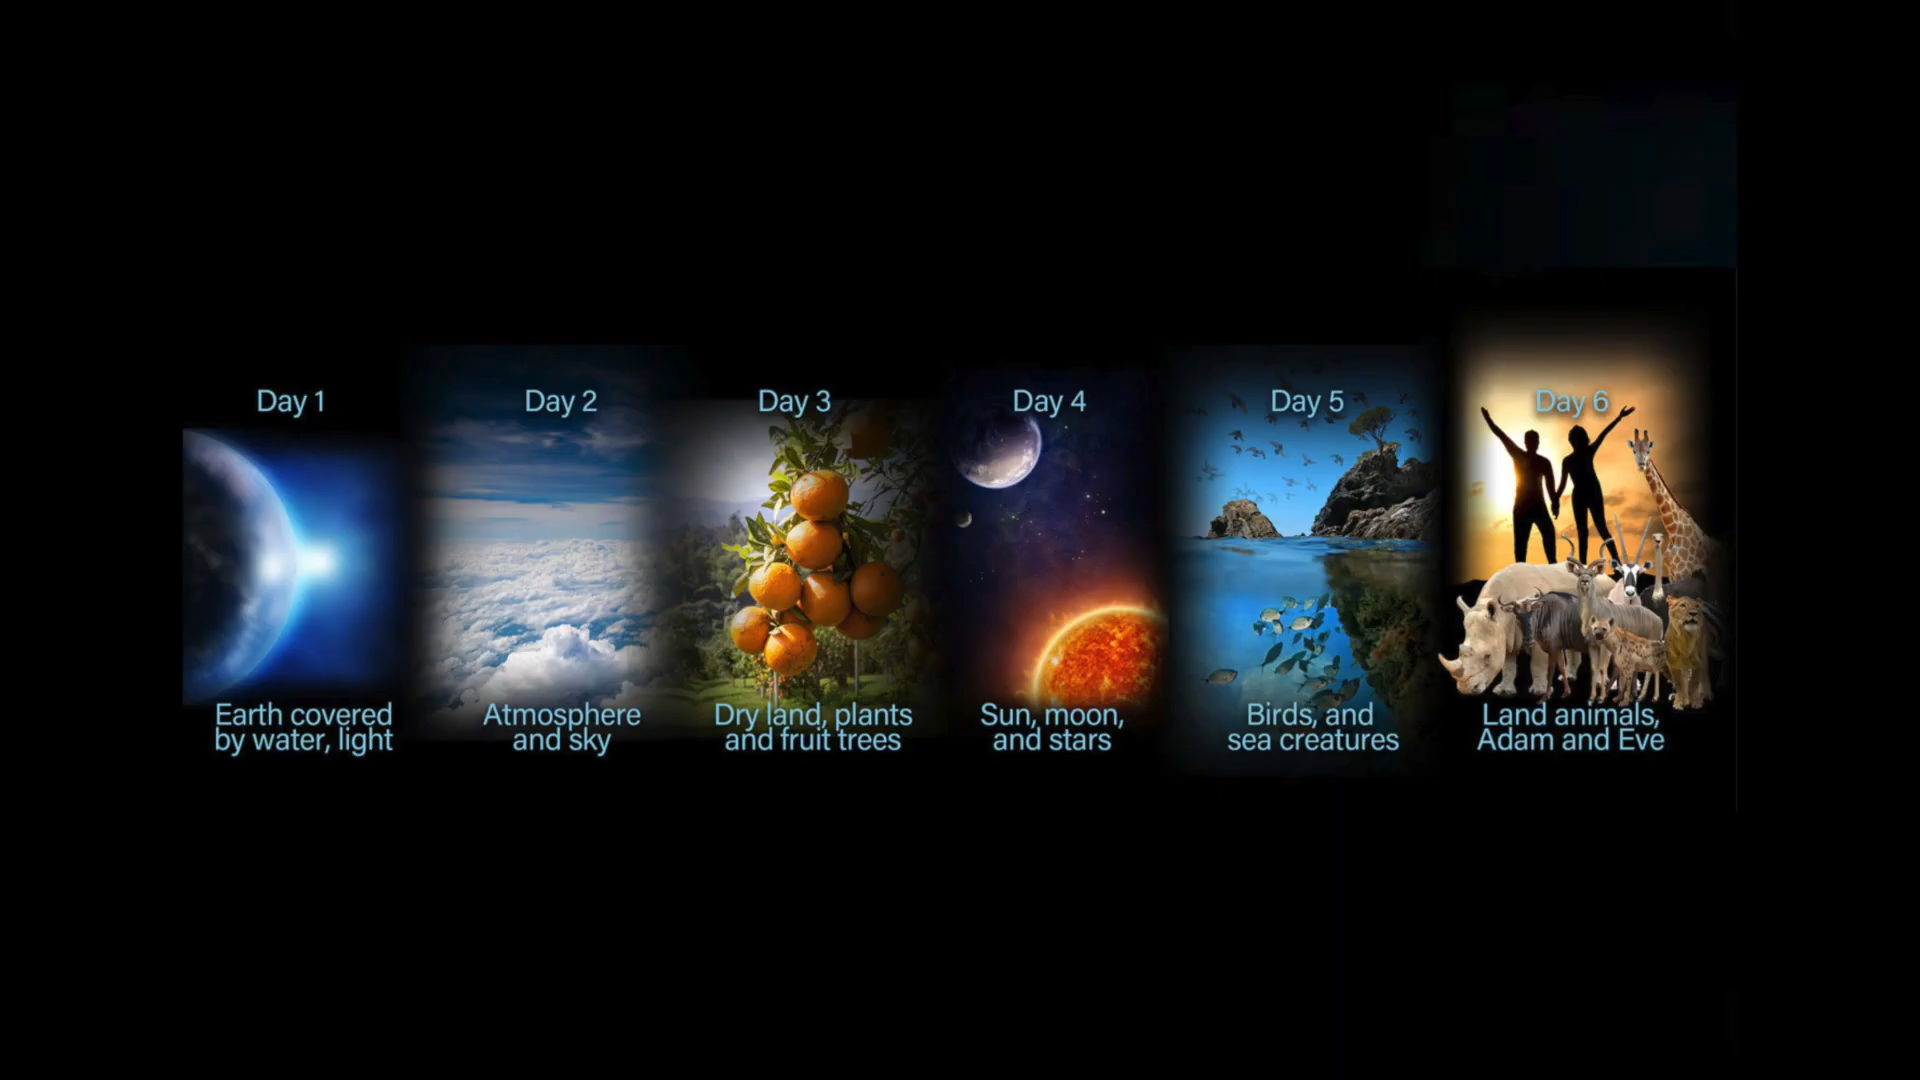 Day 1
Earth covered
by water, light
Day 2
Atmosphere
and sky
Day 3
Dry land, plants
and fruit trees
Day 4
Sun, moon,
and stars
Day 5
Birds, and
sea creatures
Day 6
Land animals,
Adam and Eve